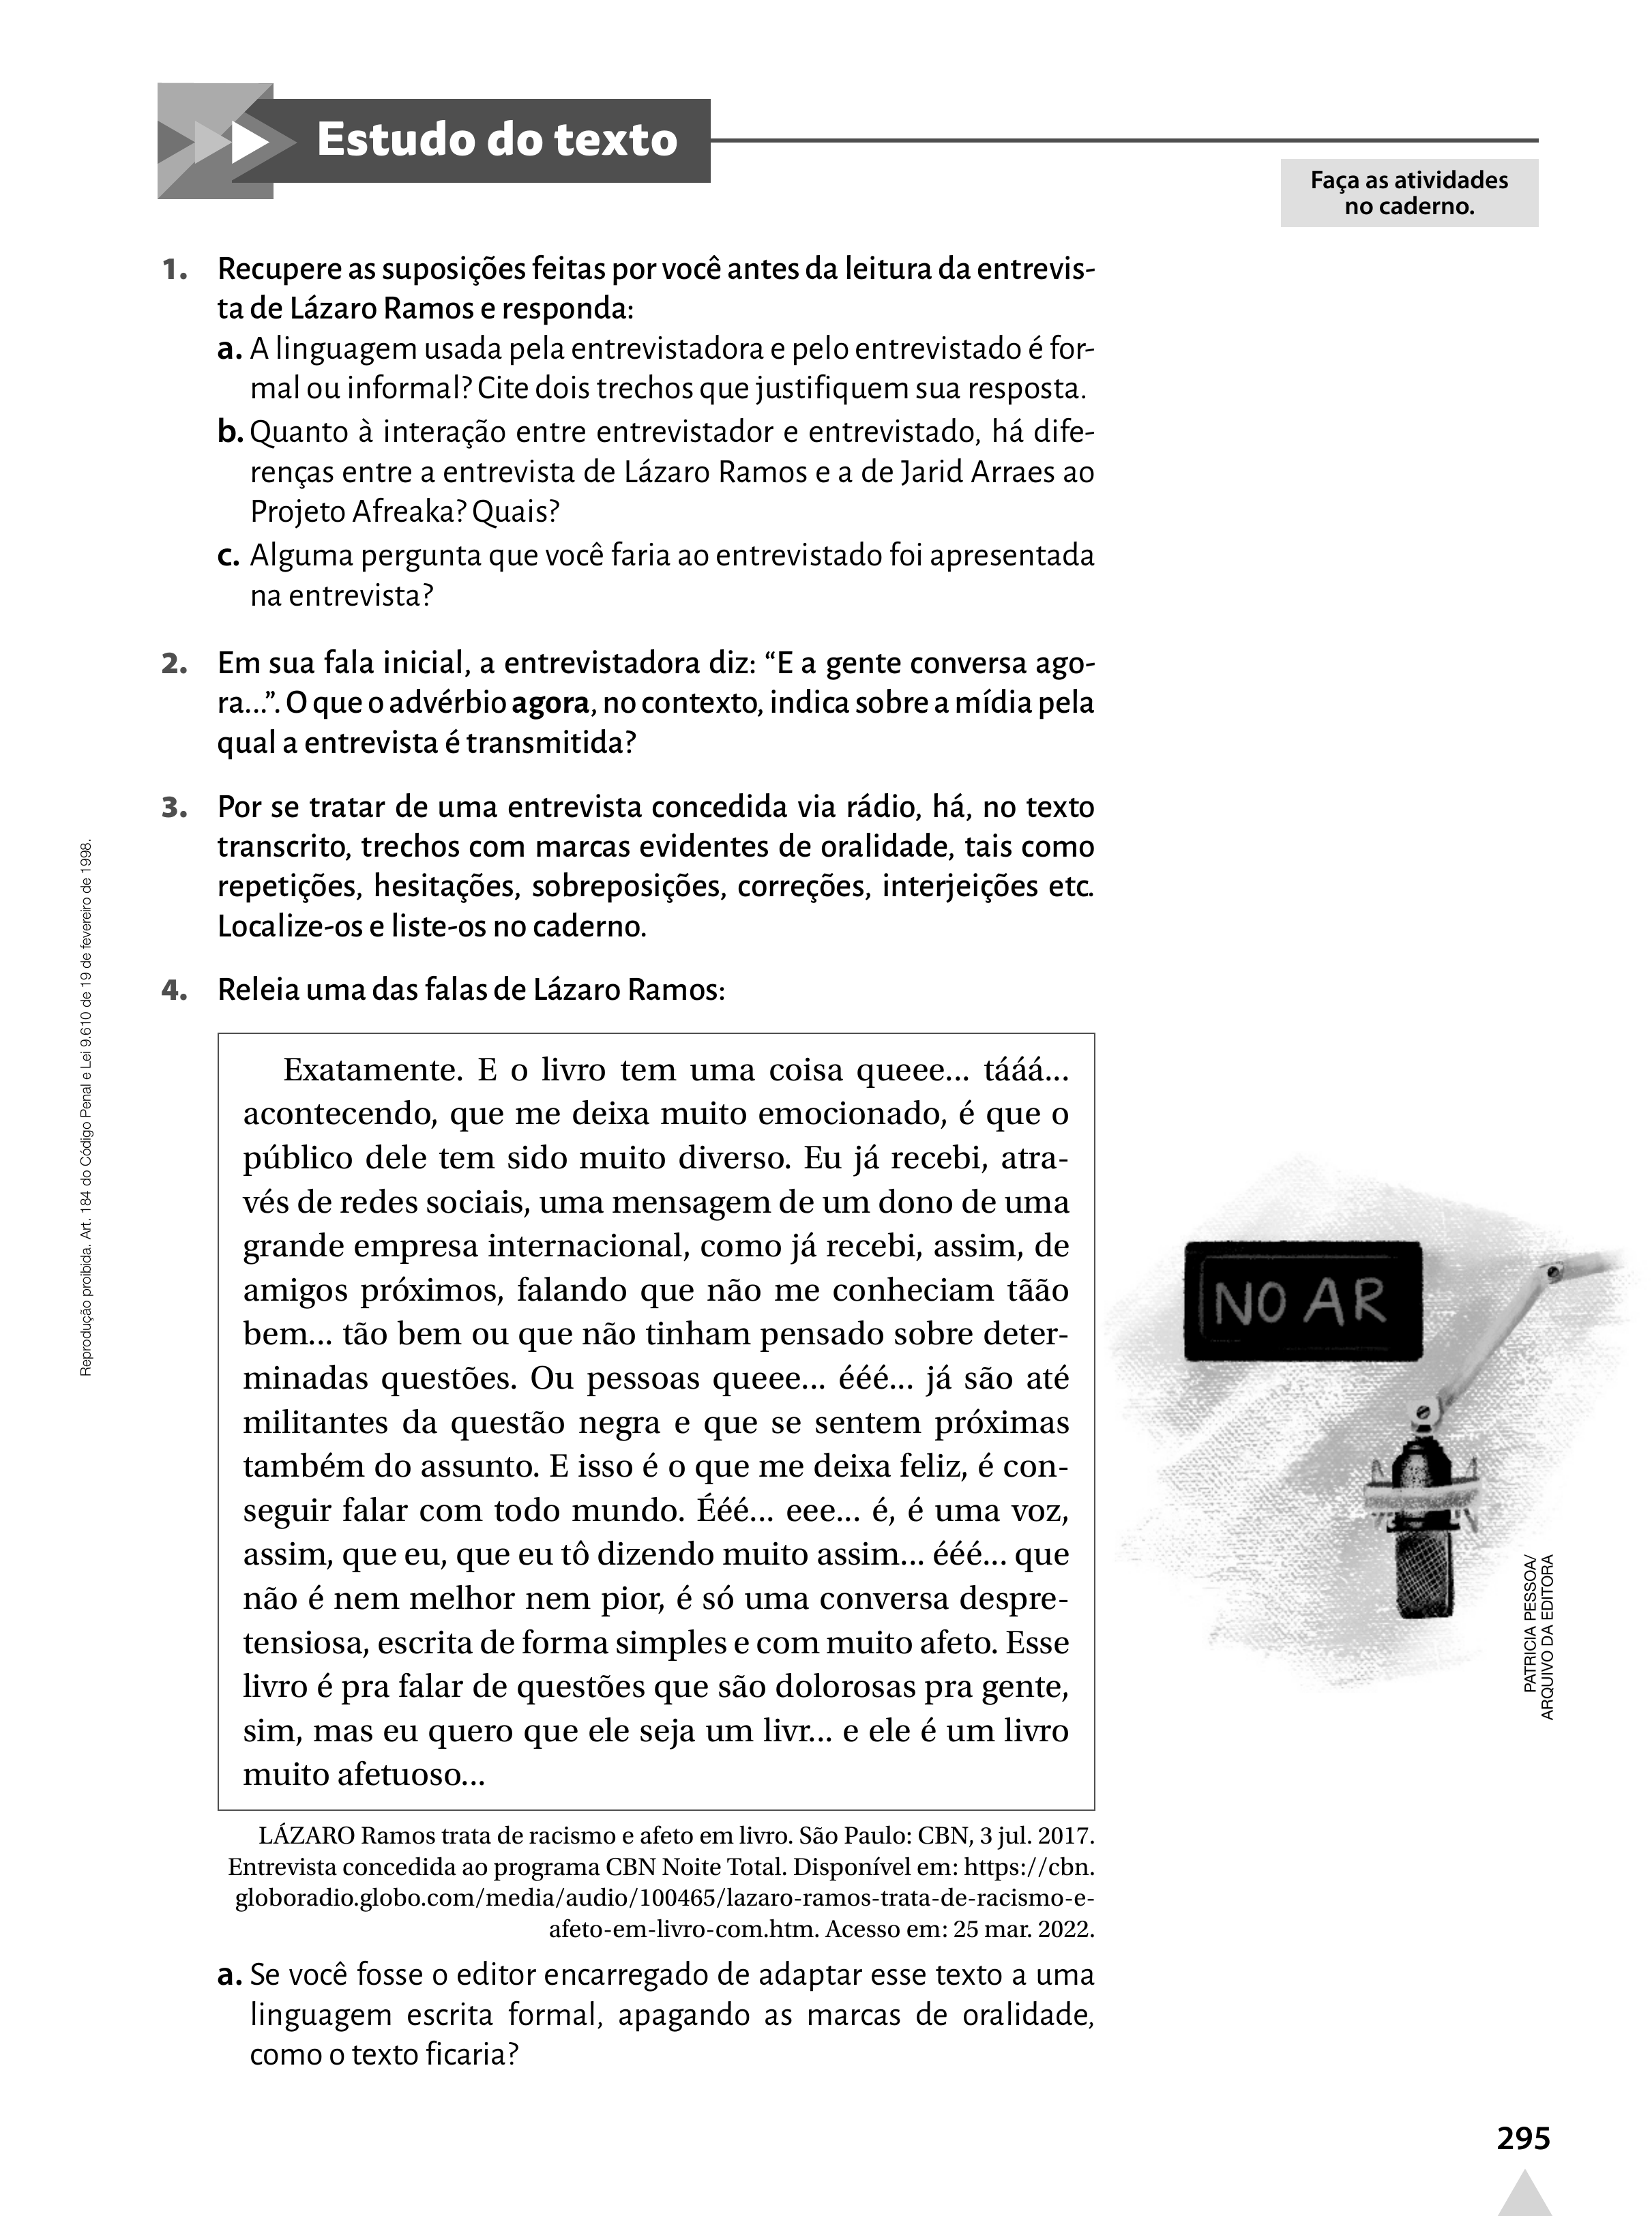 Estudo do texto
Faça as atividades
no caderno.
1. Recupere as suposições feitas por você antes da leitura da entrevis-
ta de Lázaro Ramos e responda:
a. A linguagem usada pela entrevistadora e pelo entrevistado é for-
mal ou informal? Cite dois trechos que justifiquem sua resposta.
b. Quanto à interação entre entrevistador e entrevistado, há dife-
renças entre a entrevista de Lázaro Ramos e a de Jarid Arraes ao
Projeto Afreaka? Quais?
c. Alguma pergunta que você faria ao entrevistado foi apresentada
na entrevista?
2. Em sua fala inicial, a entrevistadora diz: “E a gente conversa ago-
ra...”. O que o advérbio agora, no contexto, indica sobre a mídia pela
qual a entrevista é transmitida?
3. Por se tratar de uma entrevista concedida via rádio, há, no texto
transcrito, trechos com marcas evidentes de oralidade, tais como
repetições, hesitações, sobreposições, correções, interjeições etc.
Localize-os e liste-os no caderno.
4. Releia uma das falas de Lázaro Ramos:
Exatamente. E o livro tem uma coisa queee... tááá...
acontecendo, que me deixa muito emocionado, é que o
público dele tem sido muito diverso. Eu já recebi, atra-
vés de redes sociais, uma mensagem de um dono de uma
grande empresa internacional, como já recebi, assim, de
amigos próximos, falando que não me conheciam tãão
bem... tão bem ou que não tinham pensado sobre deter-
minadas questões. Ou pessoas queee... ééé... já são até
militantes da questão negra e que se sentem próximas
também do assunto. E isso é o que me deixa feliz, é con-
seguir falar com todo mundo. Ééé... eee... é, é uma voz,
assim, que eu, que eu tô dizendo muito assim... ééé... que
não é nem melhor nem pior, é só uma conversa despre-
tensiosa, escrita de forma simples e com muito afeto. Esse
livro é pra falar de questões que são dolorosas pra gente,
sim, mas eu quero que ele seja um livr... e ele é um livro
muito afetuoso...
LÁZARO Ramos trata de racismo e afeto em livro. São Paulo: CBN, 3 jul. 2017.
Entrevista concedida ao programa CBN Noite Total. Disponível em: https://cbn.
globoradio.globo.com/media/audio/100465/lazaro-ramos-trata-de-racismo-e-
afeto-em-livro-com.htm. Acesso em: 25 mar. 2022.
a. Se você fosse o editor encarregado de adaptar esse texto a uma
linguagem escrita formal, apagando as marcas de oralidade,
como o texto ficaria?
NO AR
PATRICIA PESSOA/
ARQUIVO DA EDITORA
Reprodução proibida. Art. 184 do Código Penal e Lei 9.610 de 19 de fevereiro de 1998.
295